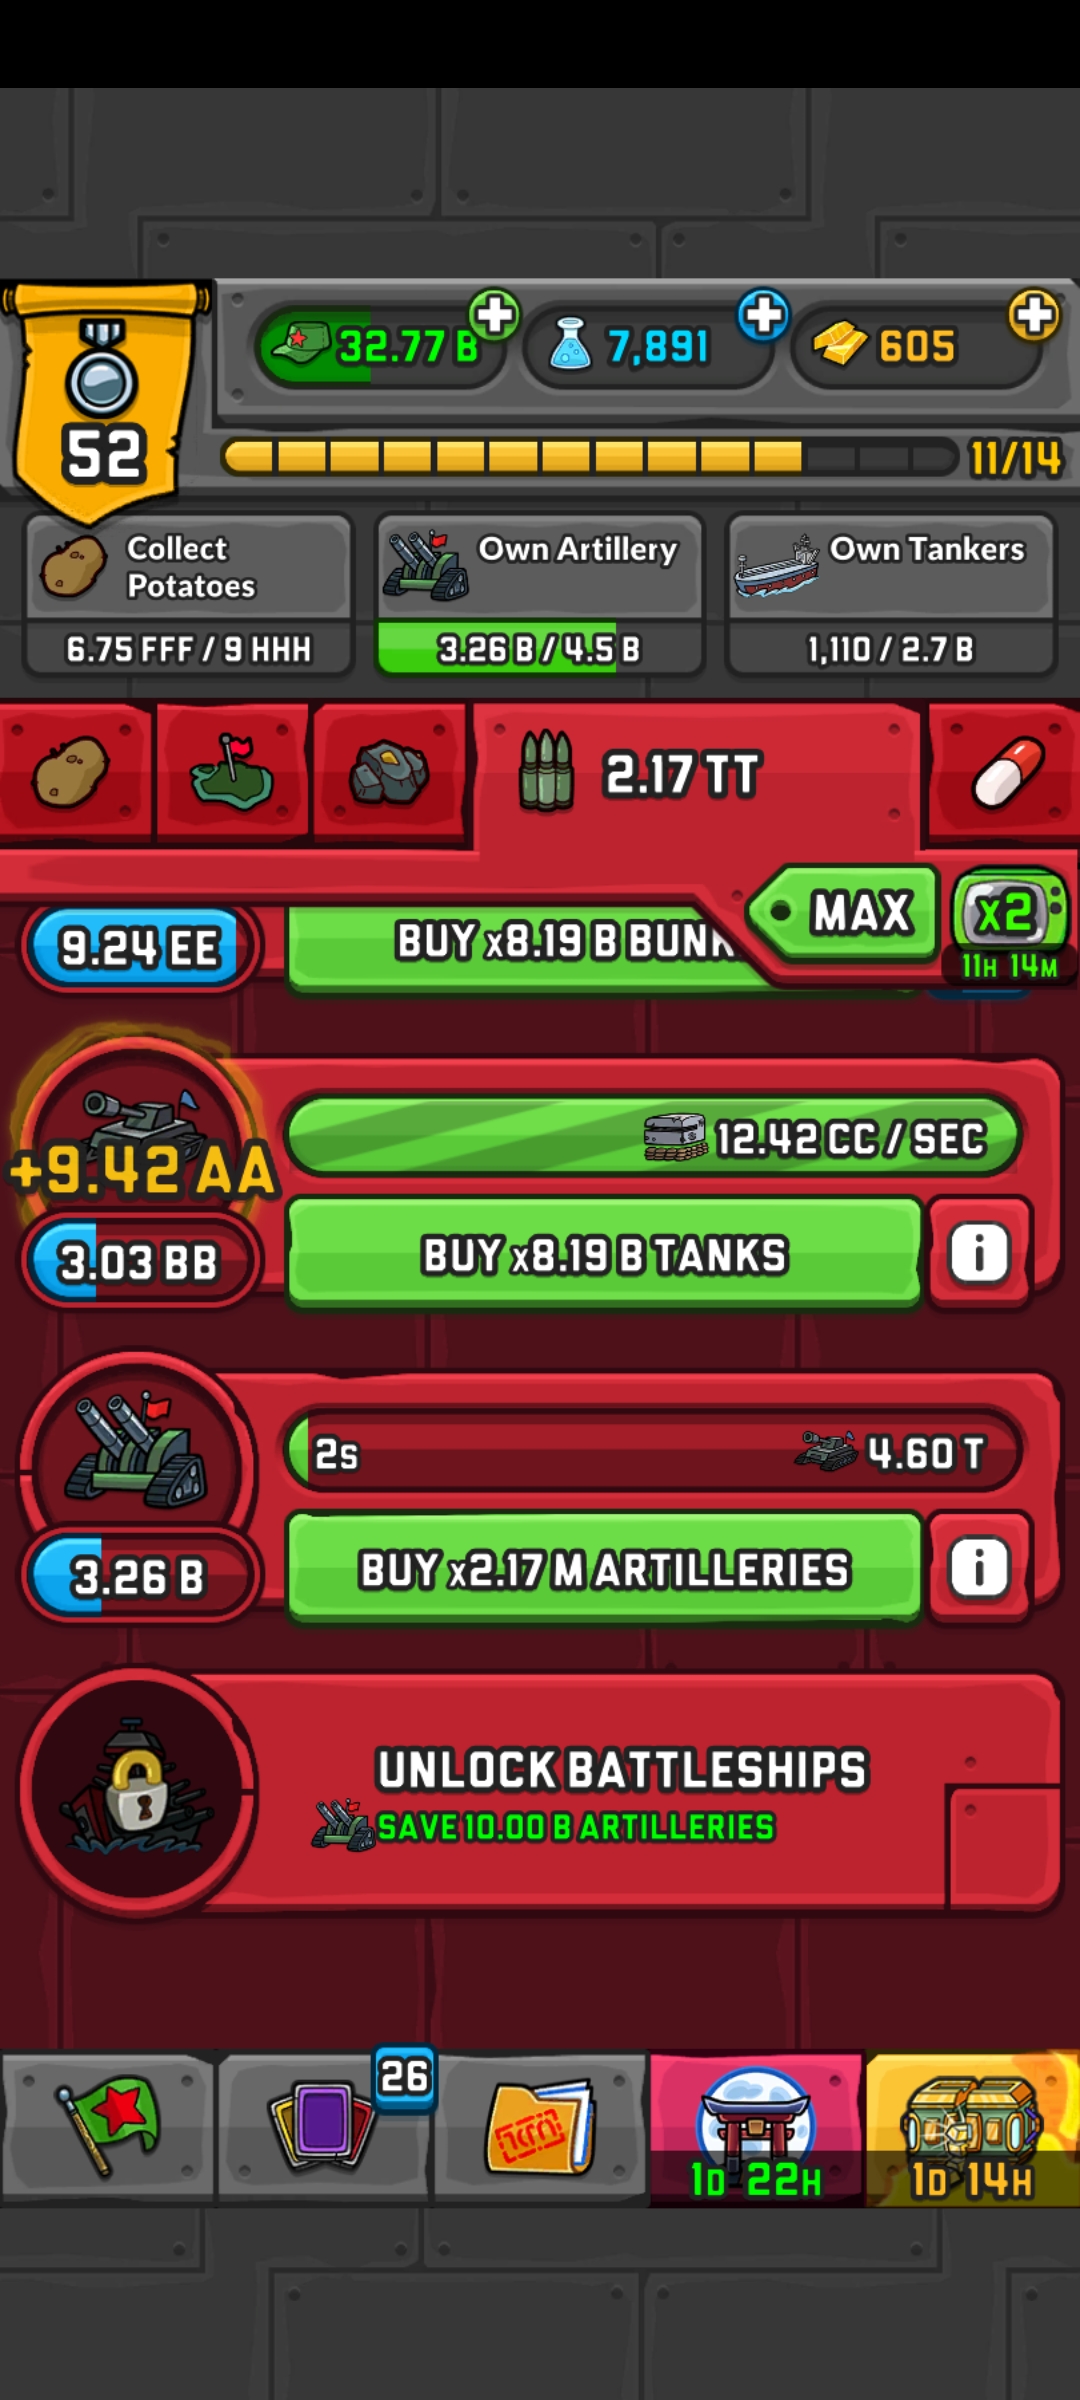 32.77 B
7,891
605
52
11/14
Collect
Potatoes
Own Artillery
Own Tankers
6.75 FFF / 9 HHH
3.26 B / 4.5 B
1,110 / 2.7 B
2.17 TT
MAX
x2
11H 14M
9.24 EE
BUY x8.19 B
12.42 CC / SEC
+9.42 AA
3.03 BB
BUY x8.19 B TANKS
i
2s
4.60 T
3.26 B
BUY x2.17 M ARTILLERIES
i
UNLOCK BATTLESHIPS
SAVE 10.00 B ARTILLERIES
26
1D 22H
1D 14H